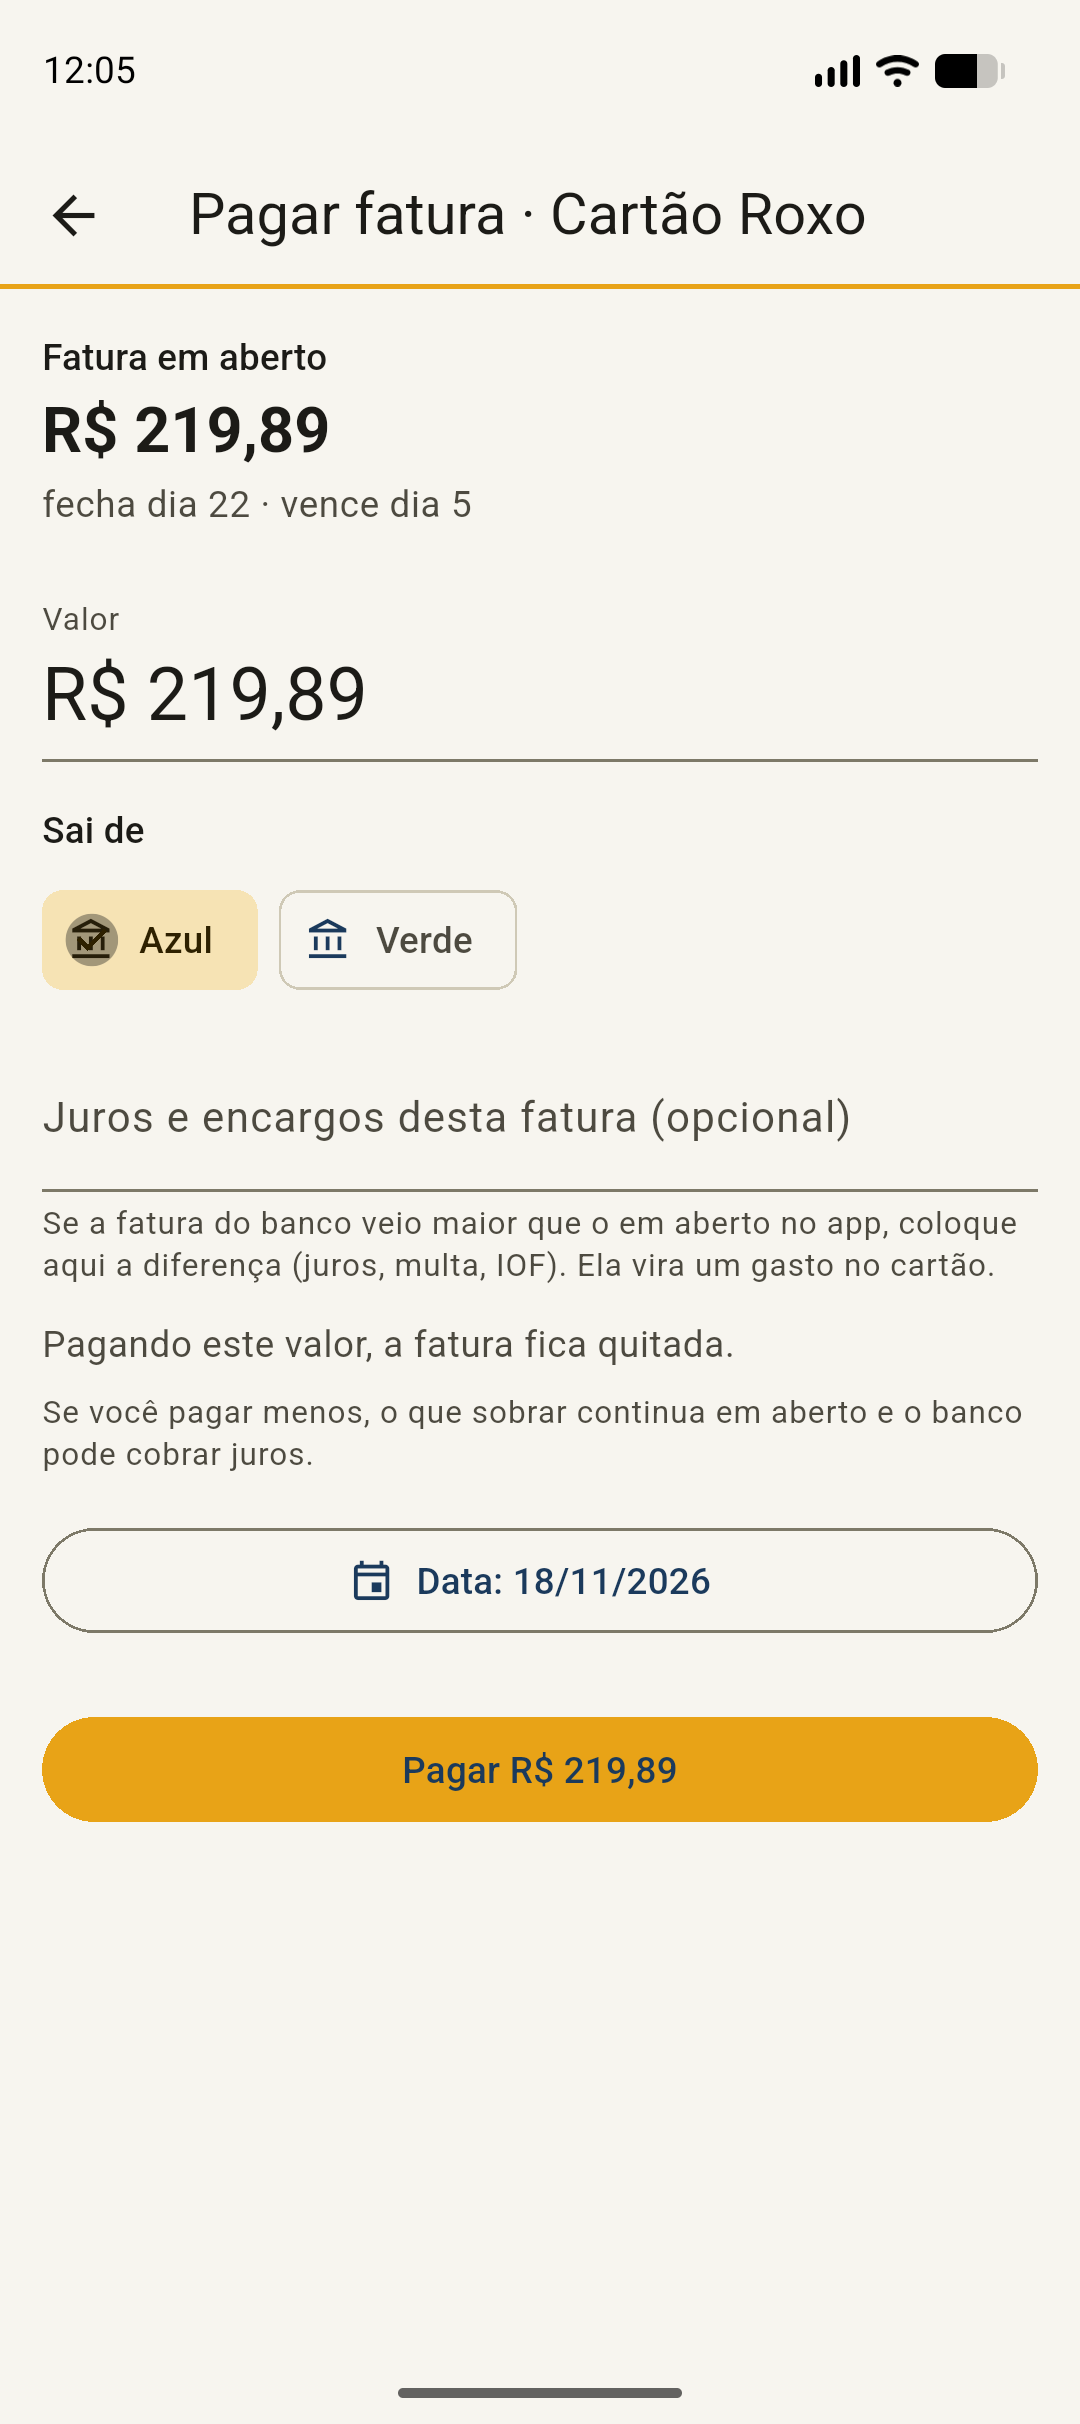 12:05
Pagar fatura · Cartão Roxo
Fatura em aberto
R$ 219,89
fecha dia 22 · vence dia 5
Valor
R$ 219,89
Sai de
Azul
Verde
Juros e encargos desta fatura (opcional)
Se a fatura do banco veio maior que o em aberto no app, coloque
aqui a diferença (juros, multa, IOF). Ela vira um gasto no cartão.
Pagando este valor, a fatura fica quitada.
Se você pagar menos, o que sobrar continua em aberto e o banco
pode cobrar juros.
Data: 18/11/2026
Pagar R$ 219,89